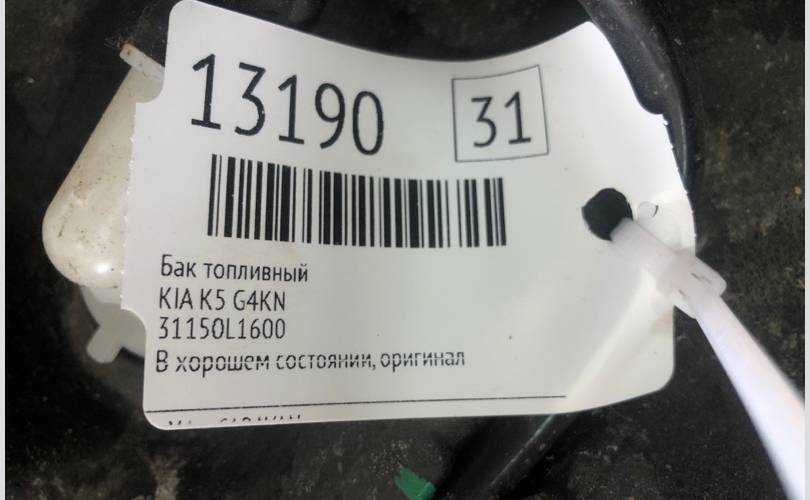 13190 31
Бак топливный
KIA K5 G4KN
31150L1600
В хорошем состоянии, оригинал